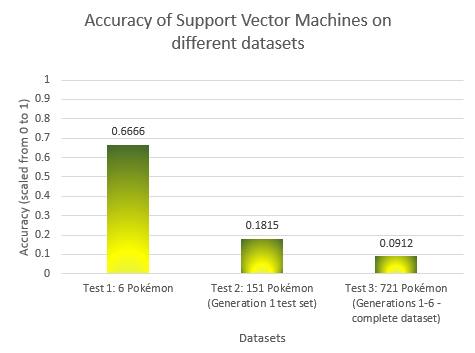 Accuracy of Support Vector Machines on
different datasets
Accuracy (scaled from 0 to 1)
1
0.9
0.8
0.7
0.6
0.5
0.4
0.3
0.2
0.1
0
0.6666
0.1815
0.0912
Test 1: 6 Pokémon
Test 2: 151 Pokémon
(Generation 1 test set)
Test 3: 721 Pokémon
(Generations 1-6 -
complete dataset)
Datasets